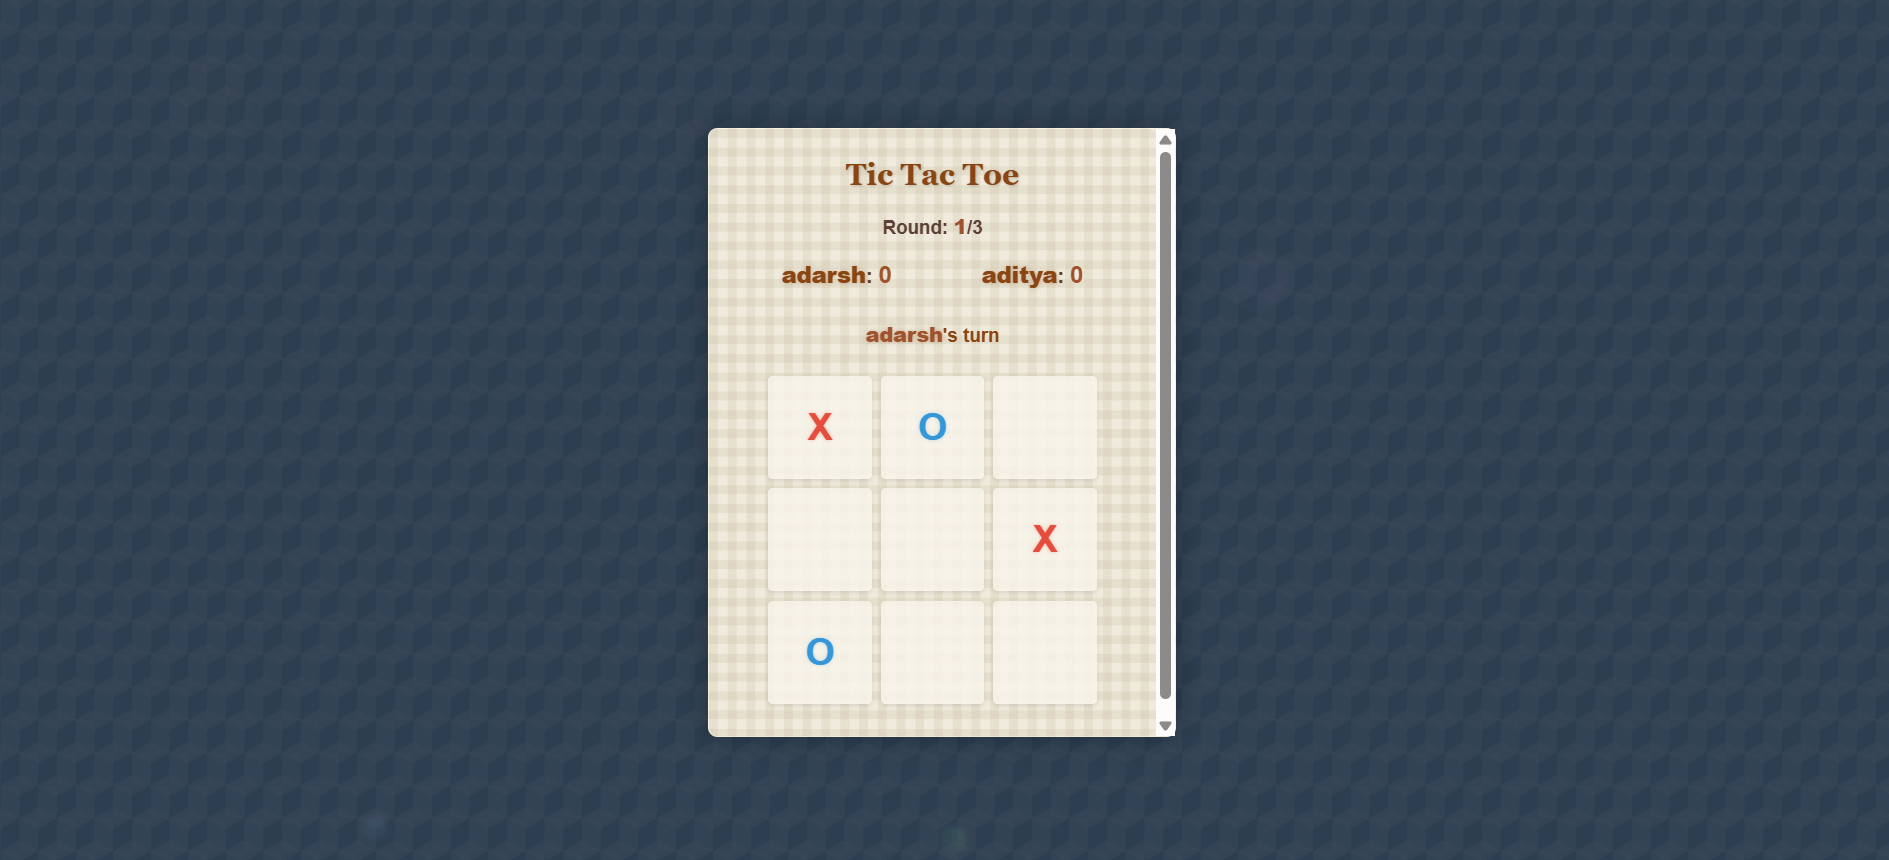 Tic Tac Toe
Round: 1/3
adarsh: 0 aditya: 0
adarsh's turn
X O
X
O